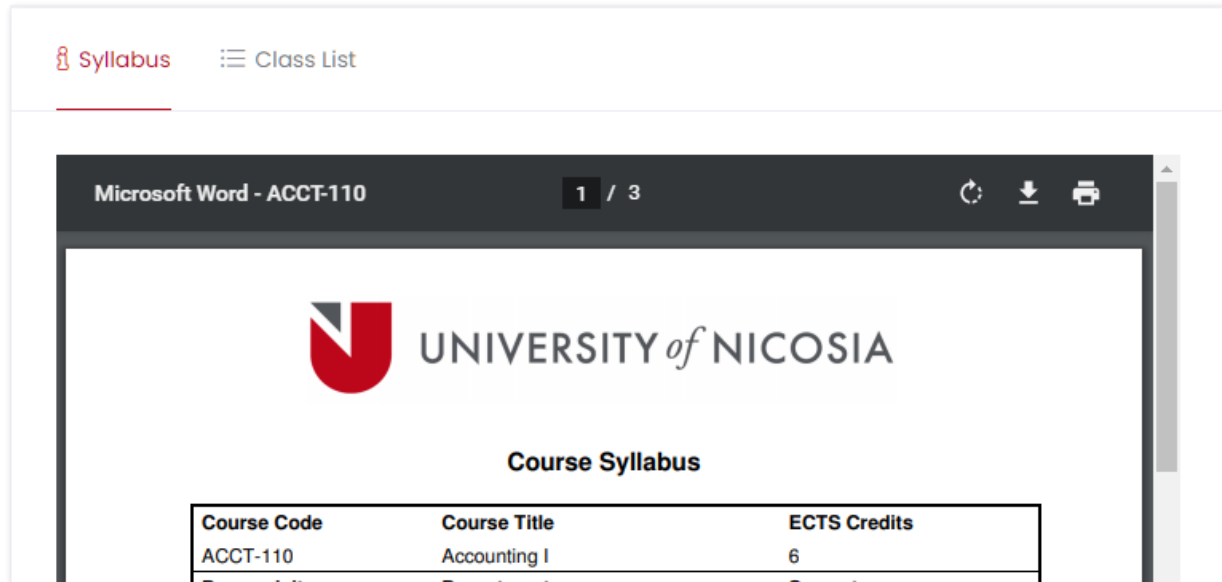 Syllabus Class List
Microsoft Word - ACCT-110 1 / 3
UNIVERSITY of NICOSIA
Course Syllabus
Course Code Course Title ECTS Credits
ACCT-110 Accounting I 6